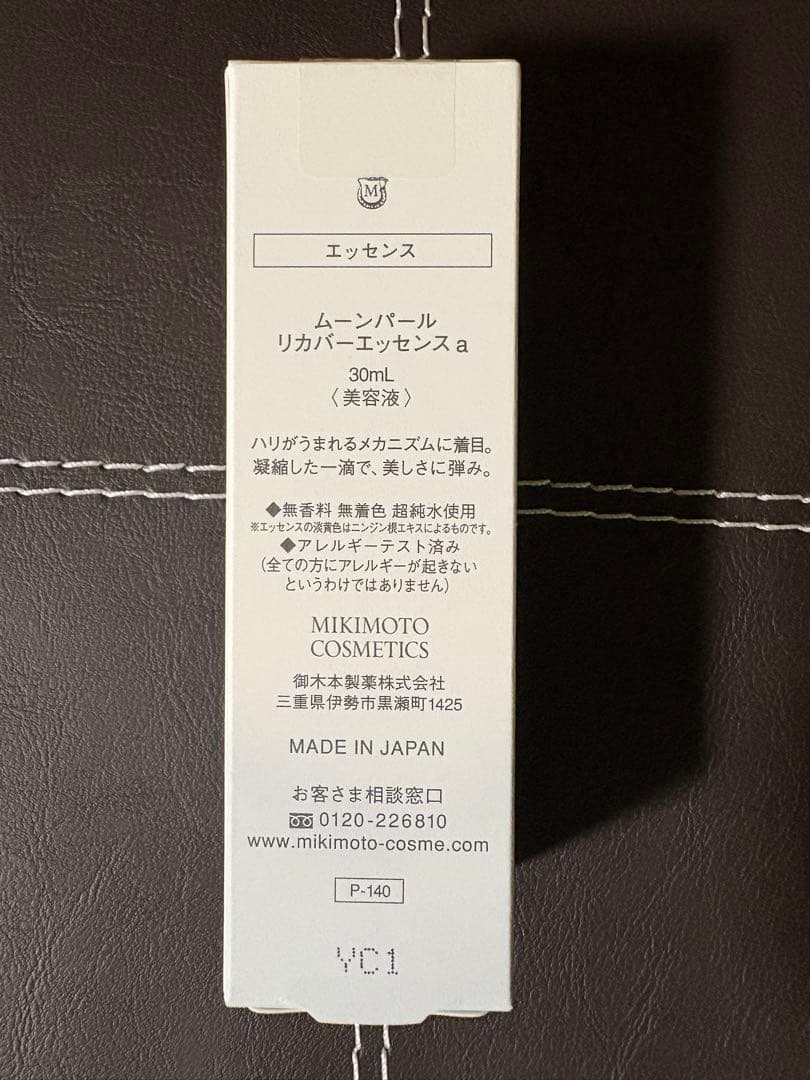 M
エッセンス
ムーンパール
リカバーエッセンスa
30mL
〈美容液〉
ハリがうまれるメカニズムに着目。
凝縮した一滴で、美しさに弾み。
◆無香料 無着色 超純水使用
※エッセンスの淡黄色はニンジン根エキスによるものです。
◆アレルギーテスト済み
(全ての方にアレルギーが起きない
というわけではありません)
MIKIMOTO
COSMETICS
御木本製薬株式会社
三重県伊勢市黒瀬町1425
MADE IN JAPAN
お客さま相談窓口
0120-226810
www.mikimoto-cosme.com
P-140
YC1